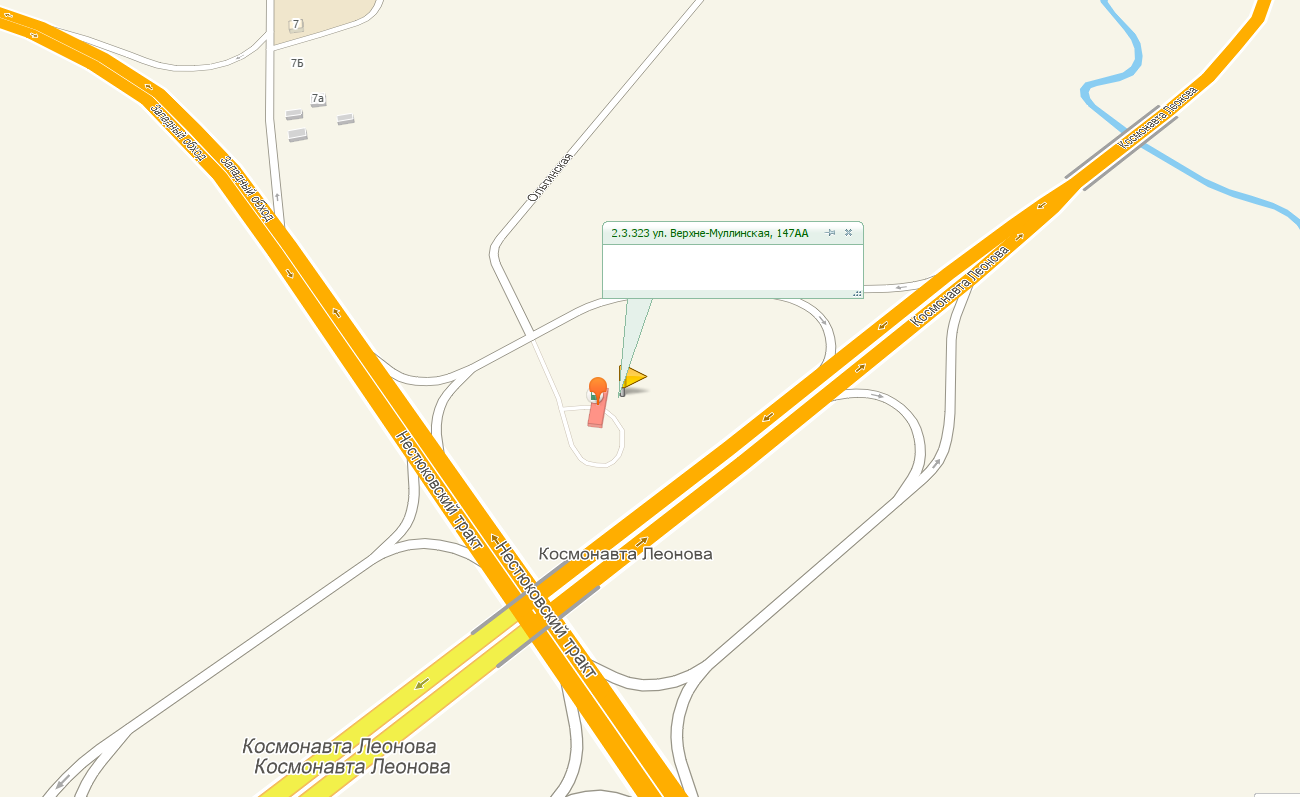 7
7Б
7а
Западный обход
Западный обход
Ольгинская
Космонавта Леонова
2.3.323 ул. Верхне-Муллинская, 147АА
Космонавта Леонова
Нестюковский тракт
Нестюковский тракт
Космонавта Леонова
Космонавта Леонова
Космонавта Леонова